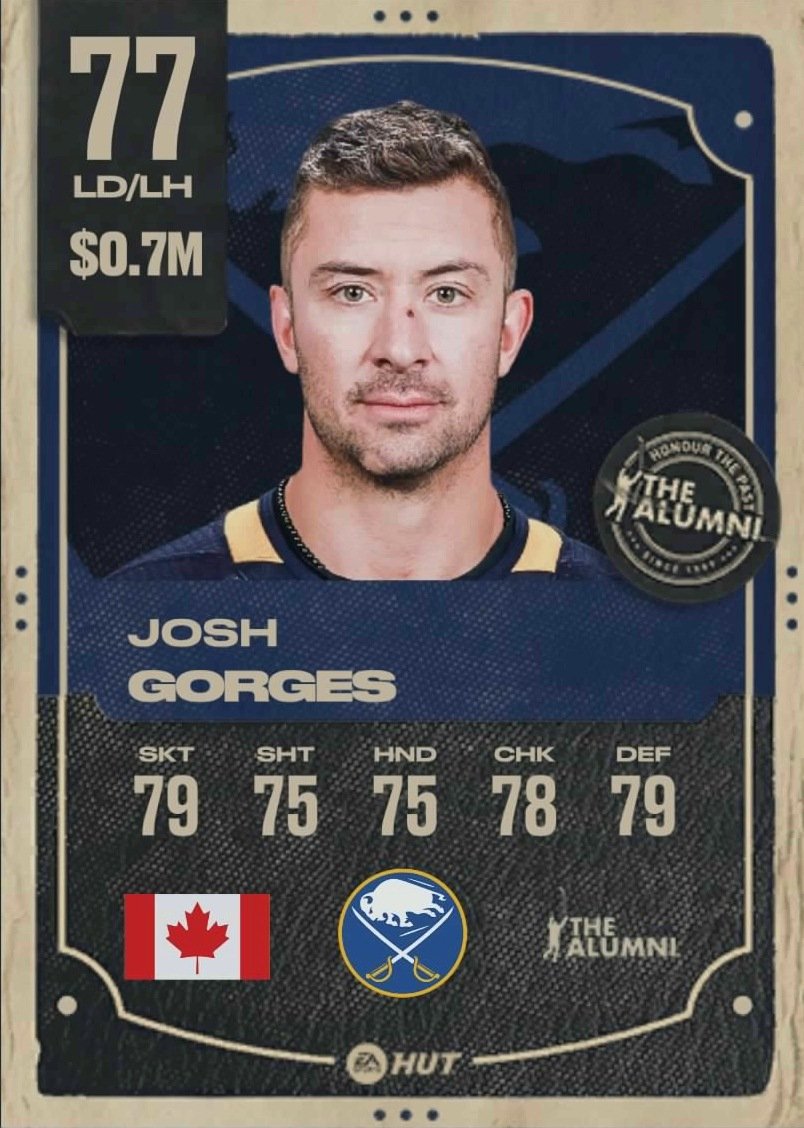 77
LD/LH
$0.7M
HONOUR THE PAST
THE
ALUMNI
JOSH
GORGES
SKT SHT HND CHK DEF
79 75 75 78 79
THE
ALUMNI
EA HUT